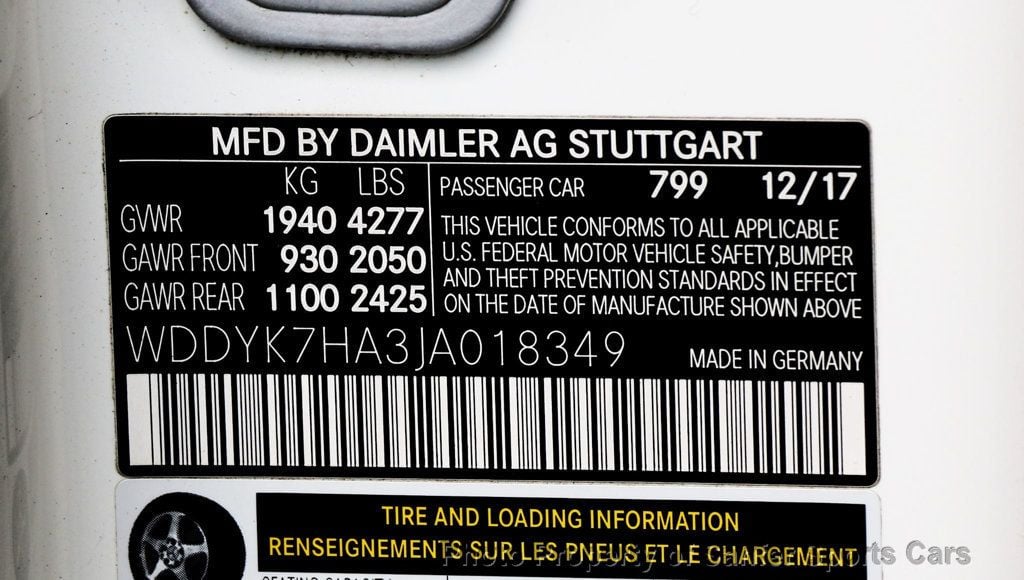 MFD BY DAIMLER AG STUTTGART
KG LBS
GVWR 1940 4277
GAWR FRONT 930 2050
GAWR REAR 1100 2425
PASSENGER CAR 799 12/17
THIS VEHICLE CONFORMS TO ALL APPLICABLE
U.S. FEDERAL MOTOR VEHICLE SAFETY,BUMPER
AND THEFT PREVENTION STANDARDS IN EFFECT
ON THE DATE OF MANUFACTURE SHOWN ABOVE
WDDYK7HA3JA018349
MADE IN GERMANY
TIRE AND LOADING INFORMATION
RENSEIGNEMENTS SUR LES PNEUS ET LE CHARGEMENT
Photo Property Cars